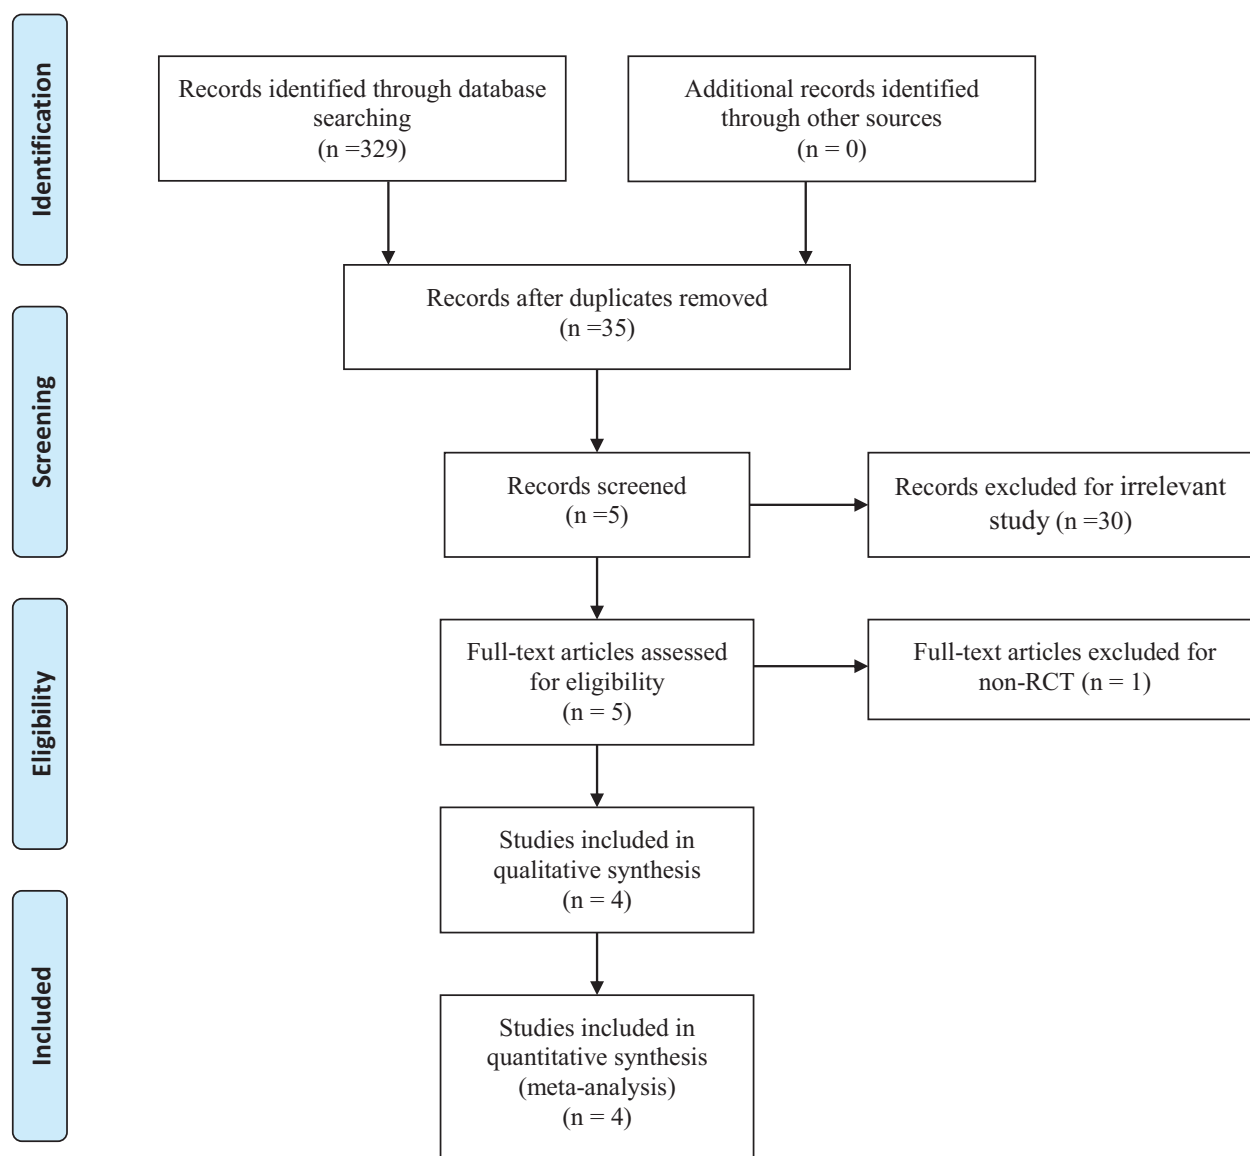 Identification
Records identified through database
searching
(n =329)
Additional records identified
through other sources
(n = 0)
Records after duplicates removed
(n =35)
Screening
Records screened
(n =5)
Records excluded for irrelevant
study (n =30)
Eligibility
Full-text articles assessed
for eligibility
(n = 5)
Full-text articles excluded for
non-RCT (n = 1)
Studies included in
qualitative synthesis
(n = 4)
Included
Studies included in
quantitative synthesis
(meta-analysis)
(n = 4)